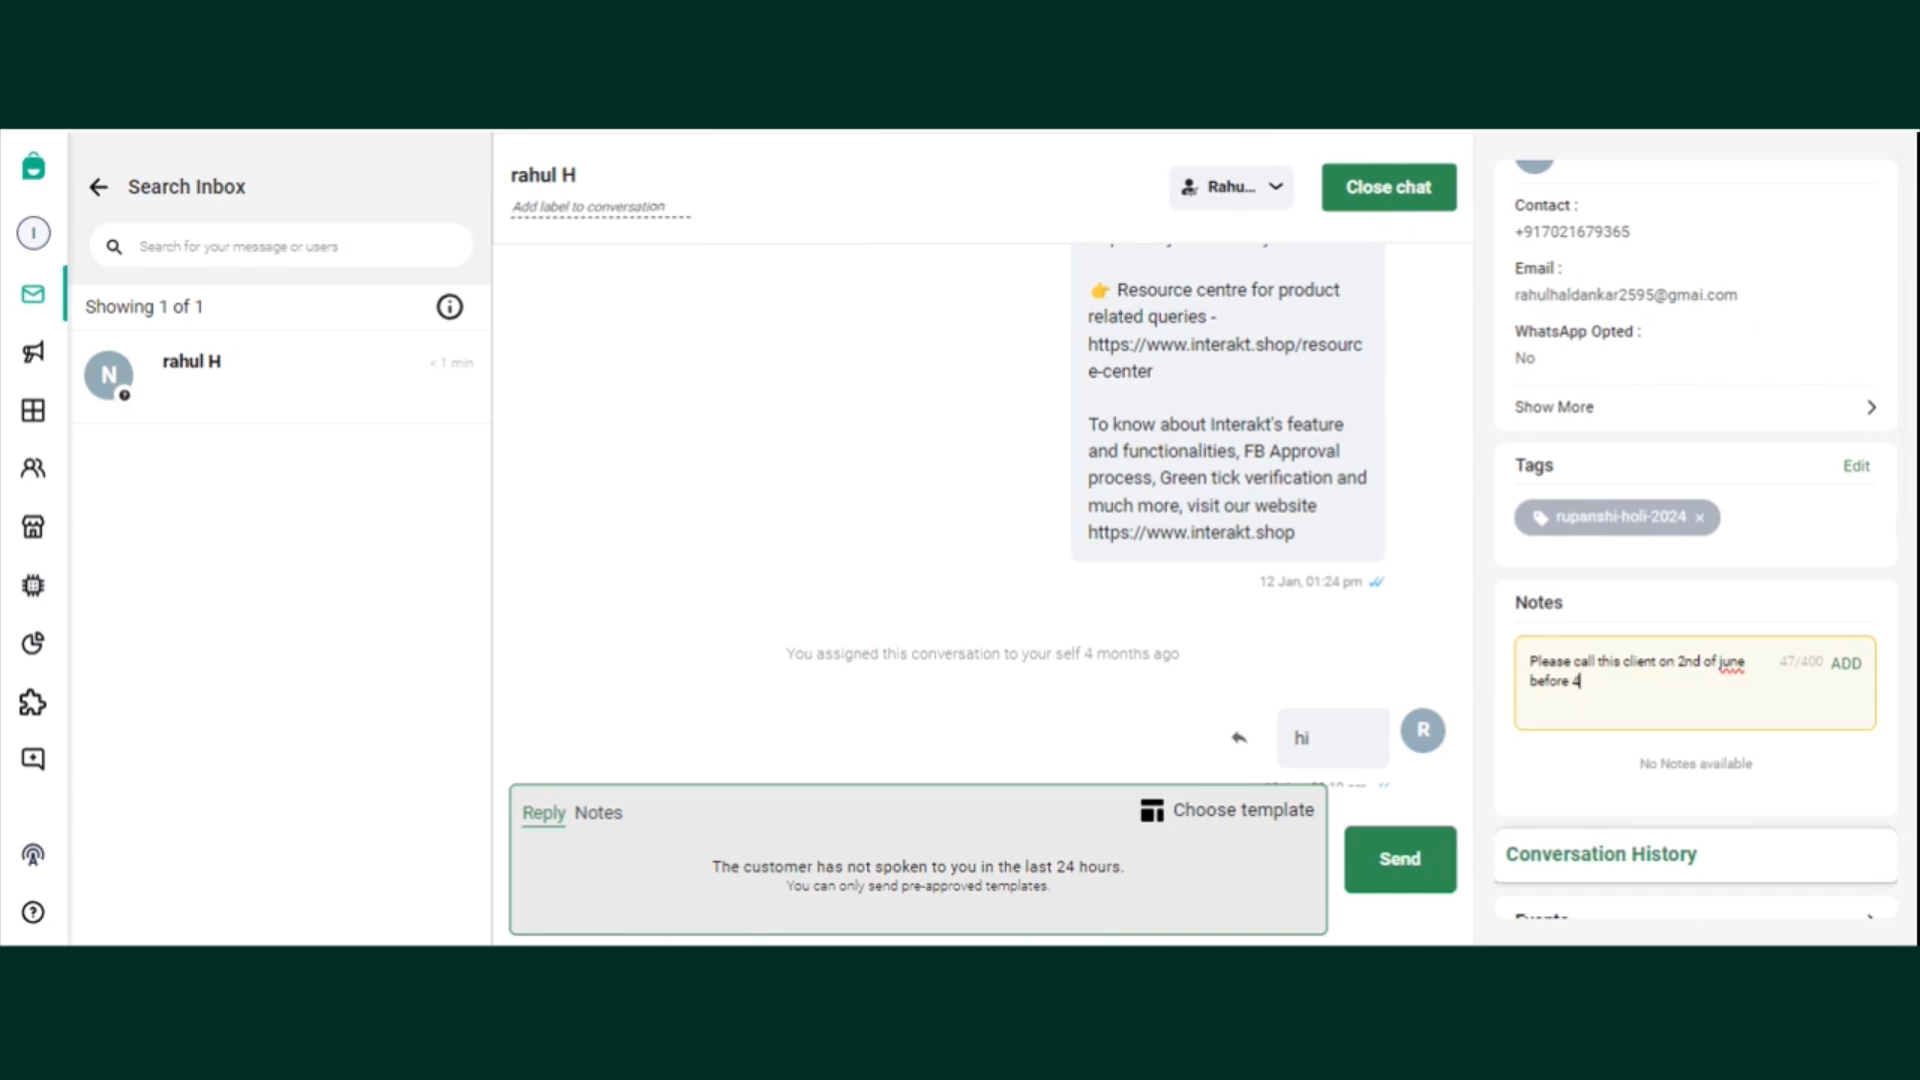 I
Search Inbox
Search for your message or users
Showing 1 of 1
N
rahul H
< 1 min
rahul H
Add label to conversation
Rahu...
Close chat
👉 Resource centre for product
related queries -
https://www.interakt.shop/resourc
e-center
To know about Interakt's feature
and functionalities, FB Approval
process, Green tick verification and
much more, visit our website
https://www.interakt.shop
12 Jan, 01:24 pm
You assigned this conversation to your self 4 months ago
hi
R
Reply Notes
Choose template
The customer has not spoken to you in the last 24 hours.
You can only send pre-approved templates.
Send
Contact :
+917021679365
Email :
rahulhaldankar2595@gmai.com
WhatsApp Opted :
No
Show More
Tags
Edit
rupanshi-holi-2024 ×
Notes
Please call this client on 2nd of june
before 4
47/400 ADD
No Notes available
Conversation History
Events